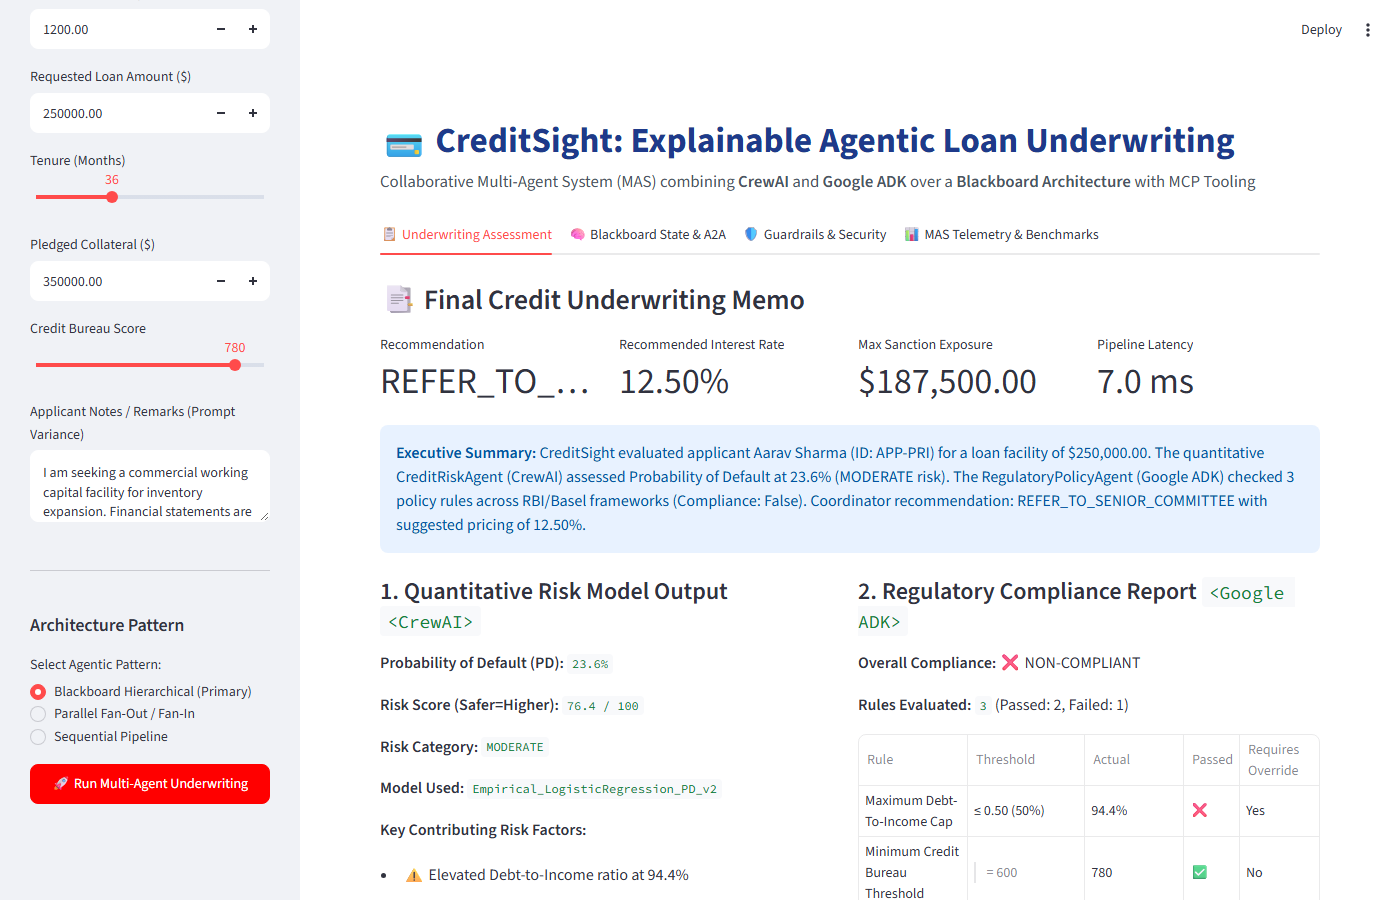 1200.00
Requested Loan Amount ($)
250000.00
Tenure (Months)
36
Pledged Collateral ($)
350000.00
Credit Bureau Score
780
Applicant Notes / Remarks (Prompt
Variance)
I am seeking a commercial working
capital facility for inventory
expansion. Financial statements are
Architecture Pattern
Select Agentic Pattern:
Blackboard Hierarchical (Primary)
Parallel Fan-Out / Fan-In
Sequential Pipeline
🚀 Run Multi-Agent Underwriting
Deploy
💳 CreditSight: Explainable Agentic Loan Underwriting
Collaborative Multi-Agent System (MAS) combining CrewAI and Google ADK over a Blackboard Architecture with MCP Tooling
📋 Underwriting Assessment
🧠 Blackboard State & A2A
🛡️ Guardrails & Security
📊 MAS Telemetry & Benchmarks
📑 Final Credit Underwriting Memo
Recommendation
REFER_TO_...
Recommended Interest Rate
12.50%
Max Sanction Exposure
$187,500.00
Pipeline Latency
7.0 ms
Executive Summary: CreditSight evaluated applicant Aarav Sharma (ID: APP-PRI) for a loan facility of $250,000.00. The quantitative
CreditRiskAgent (CrewAI) assessed Probability of Default at 23.6% (MODERATE risk). The RegulatoryPolicyAgent (Google ADK) checked 3
policy rules across RBI/Basel frameworks (Compliance: False). Coordinator recommendation: REFER_TO_SENIOR_COMMITTEE with
suggested pricing of 12.50%.
1. Quantitative Risk Model Output
<CrewAI>
Probability of Default (PD): 23.6%
Risk Score (Safer=Higher): 76.4 / 100
Risk Category: MODERATE
Model Used: Empirical_LogisticRegression_PD_v2
Key Contributing Risk Factors:
• ⚠️ Elevated Debt-to-Income ratio at 94.4%
2. Regulatory Compliance Report <Google
ADK>
Overall Compliance: ❌ NON-COMPLIANT
Rules Evaluated: 3 (Passed: 2, Failed: 1)
Rule
Threshold
Actual
Passed
Requires
Override
Maximum Debt-
To-Income Cap
≤ 0.50 (50%)
94.4%
❌
Yes
Minimum Credit
Bureau
Threshold
= 600
780
✅
No